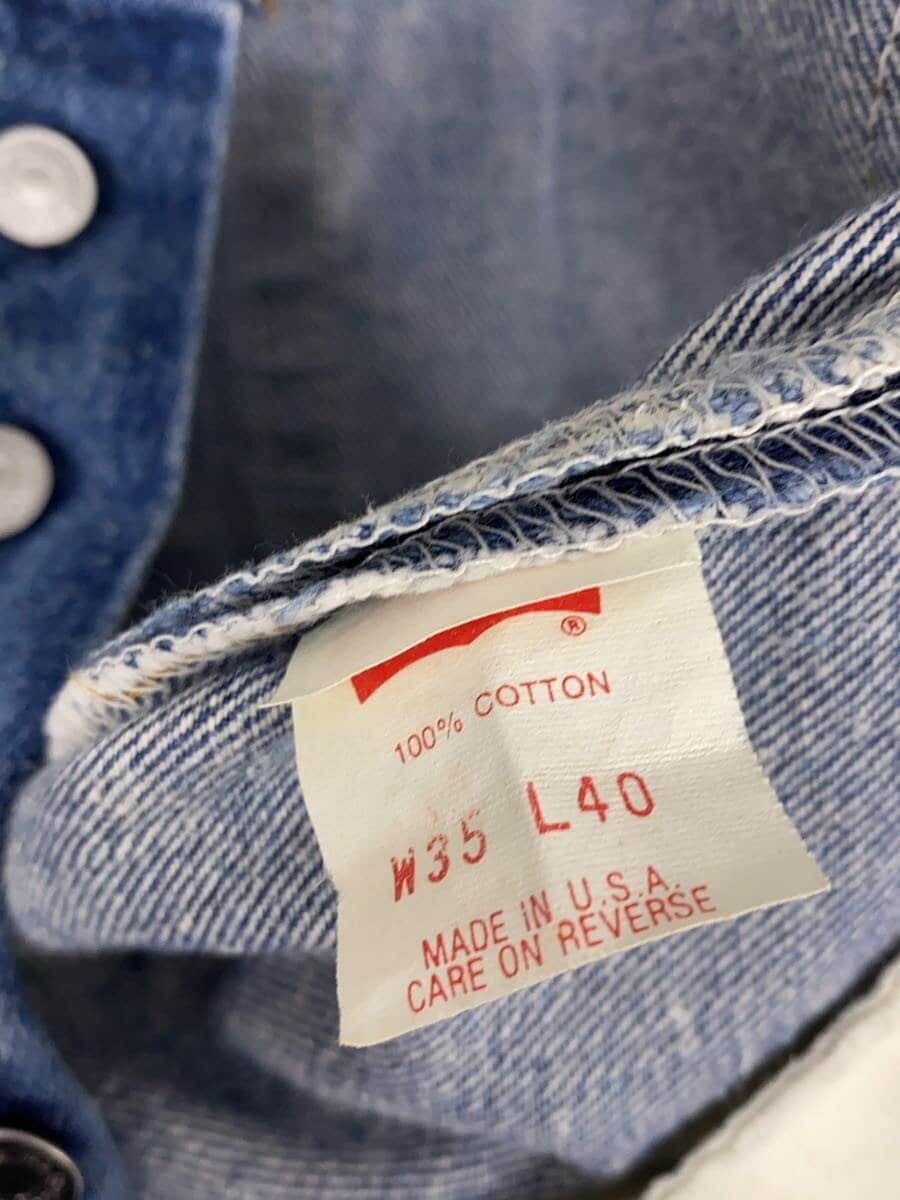 ®
100% COTTON
W35 L40
MADE IN U.S.A.
CARE ON REVERSE